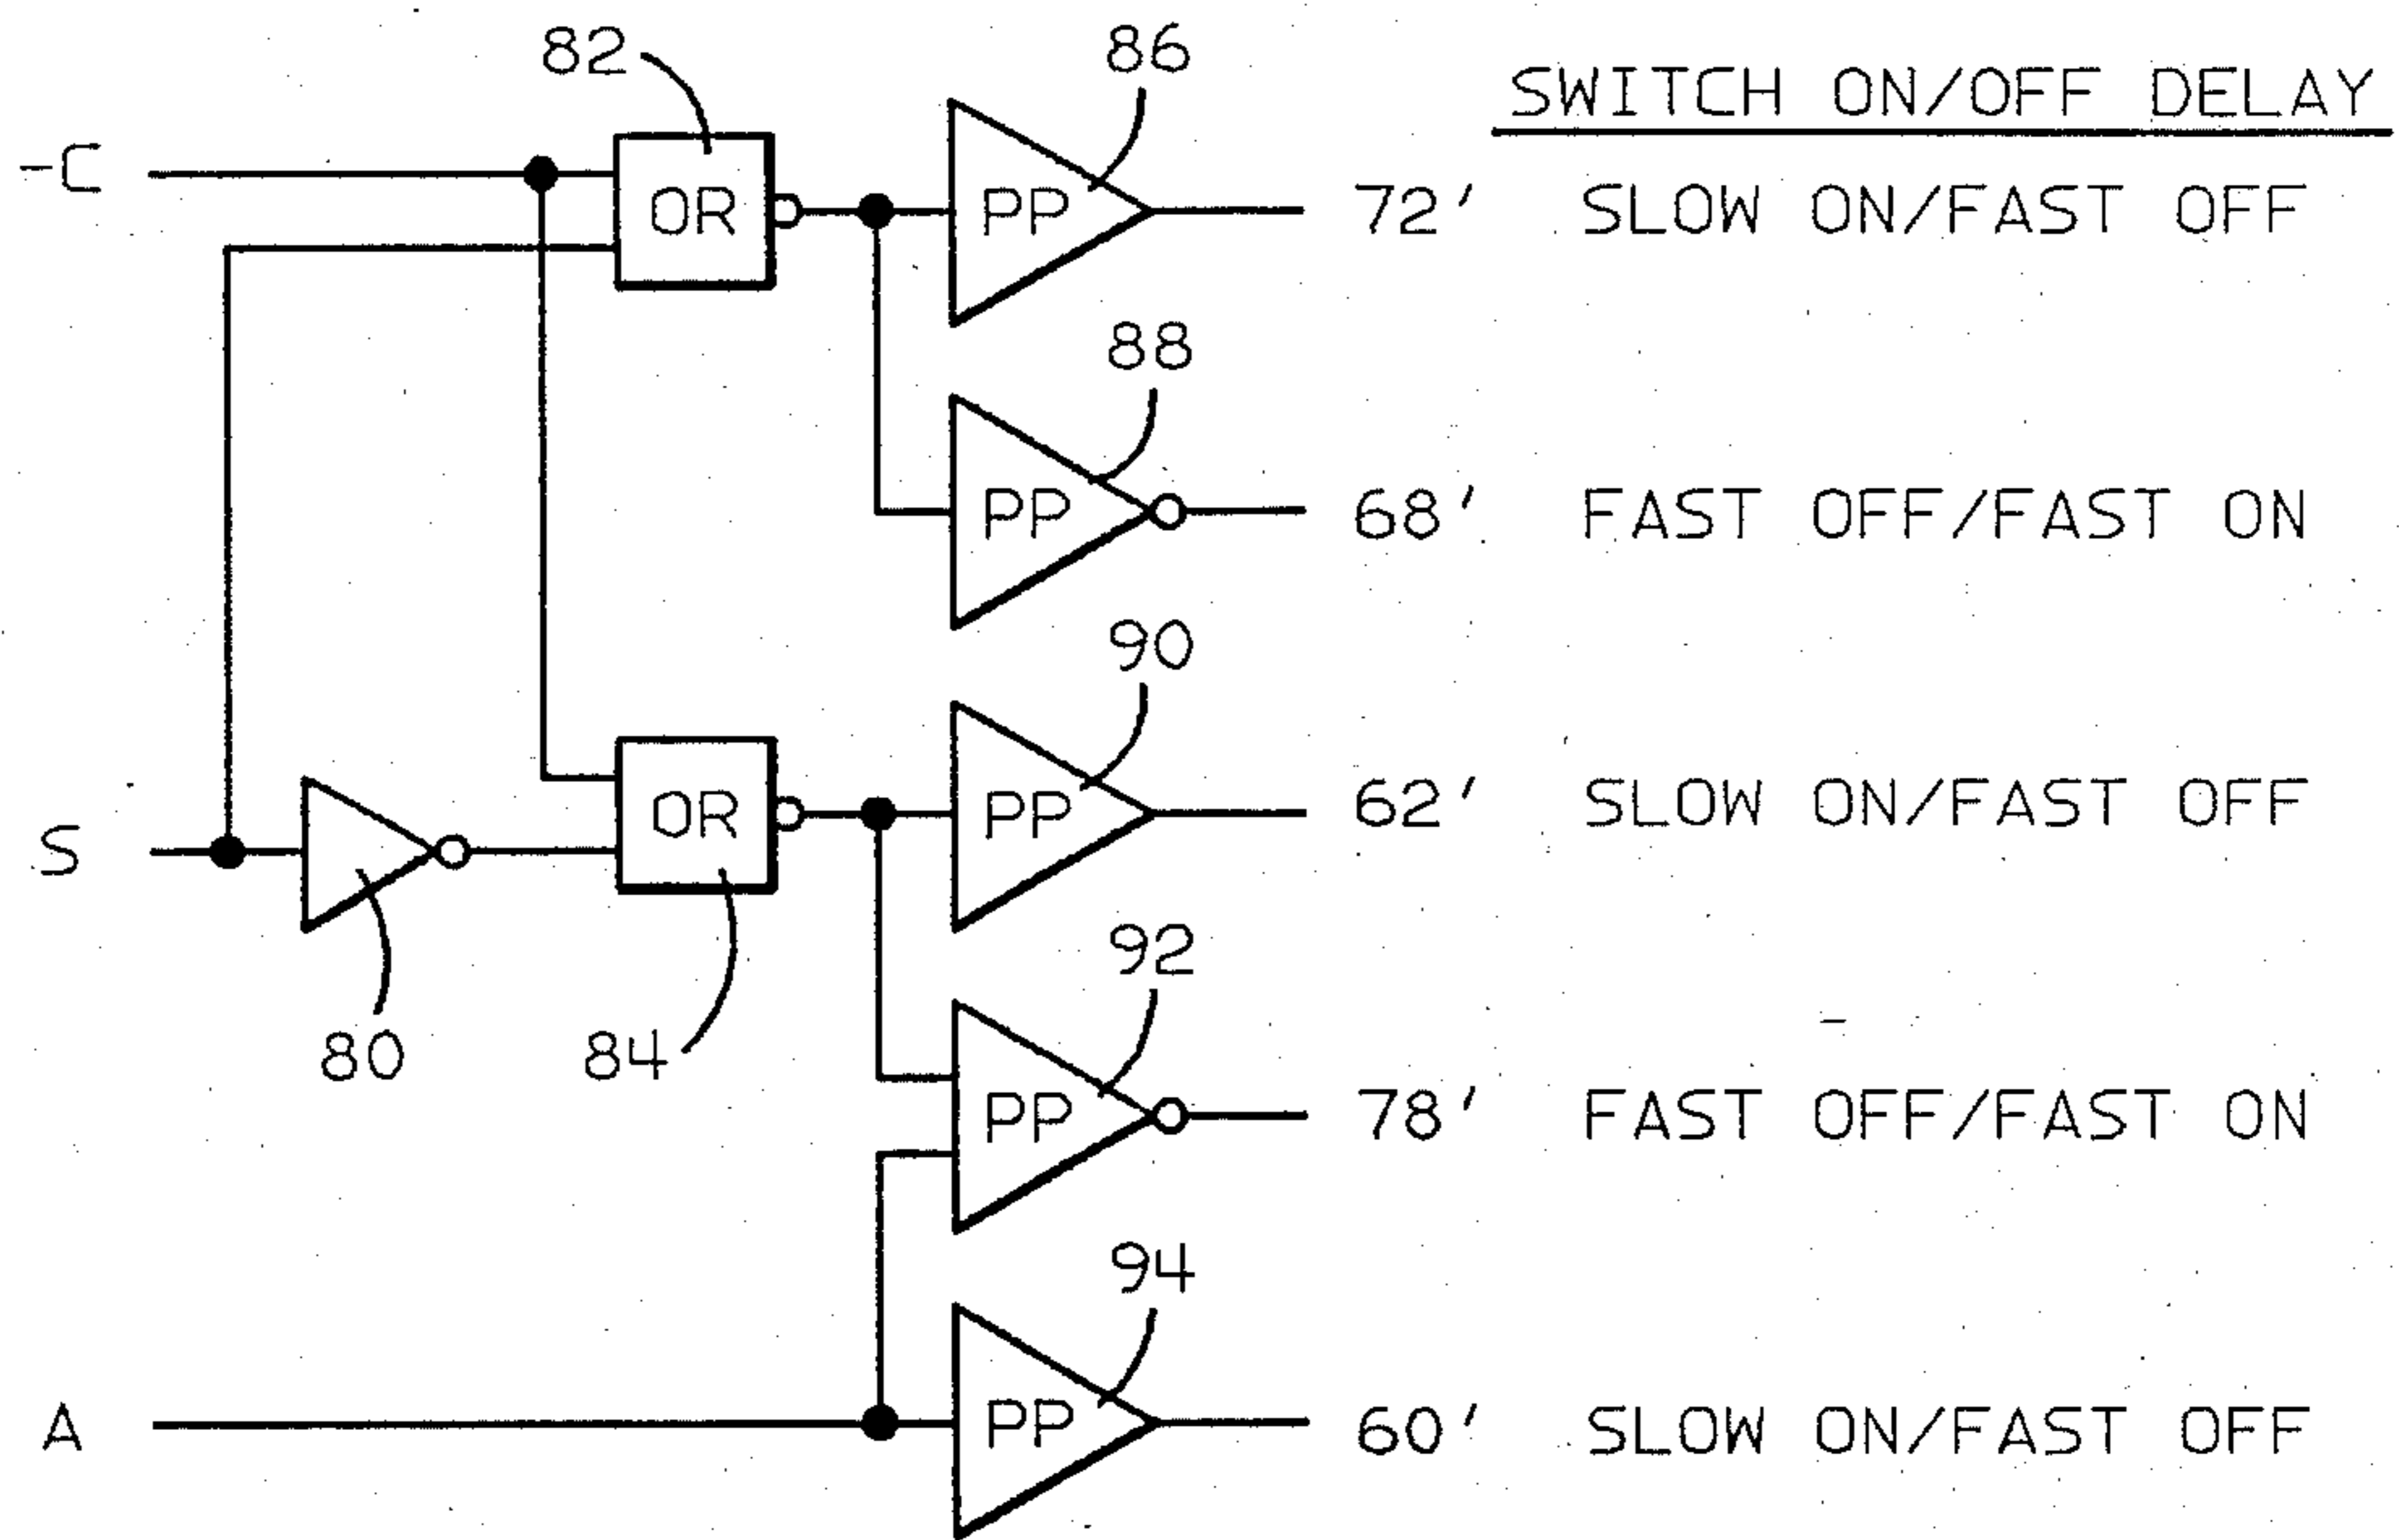 82
86
SWITCH ON/OFF DELAY
-C
OR
PP
72' SLOW ON/FAST OFF
88
PP
68' FAST OFF/FAST ON
90
S
OR
PP
62' SLOW ON/FAST OFF
92
80
84
PP
78' FAST OFF/FAST ON
94
A
PP
60' SLOW ON/FAST OFF